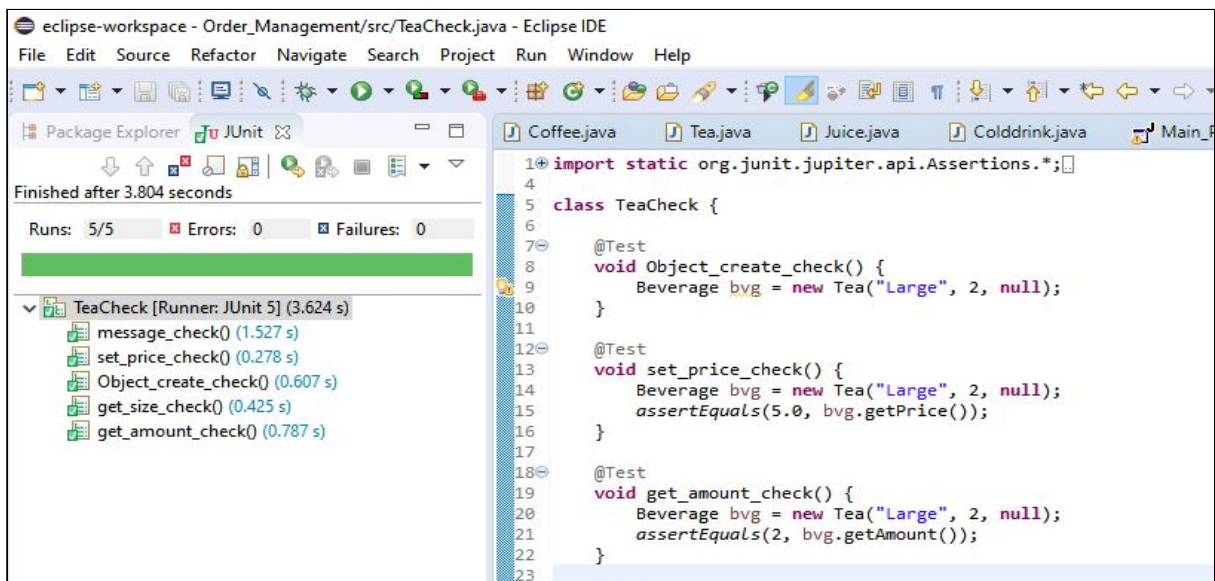 eclipse-workspace - Order_Management/src/TeaCheck.java - Eclipse IDE
File Edit Source Refactor Navigate Search Project Run Window Help
Package Explorer JUnit
Finished after 3.804 seconds
Runs: 5/5 Errors: 0 Failures: 0
TeaCheck [Runner: JUnit 5] (3.624 s)
message_check() (1.527 s)
set_price_check() (0.278 s)
Object_create_check() (0.607 s)
get_size_check() (0.425 s)
get_amount_check() (0.787 s)
Coffee.java Tea.java Juice.java Colddrink.java Main_
1 import static org.junit.jupiter.api.Assertions.*;
4
5 class TeaCheck {
6
7 @Test
8 void Object_create_check() {
9 Beverage bvg = new Tea("Large", 2, null);
10 }
11
12 @Test
13 void set_price_check() {
14 Beverage bvg = new Tea("Large", 2, null);
15 assertEquals(5.0, bvg.getPrice());
16 }
17
18 @Test
19 void get_amount_check() {
20 Beverage bvg = new Tea("Large", 2, null);
21 assertEquals(2, bvg.getAmount());
22 }
23